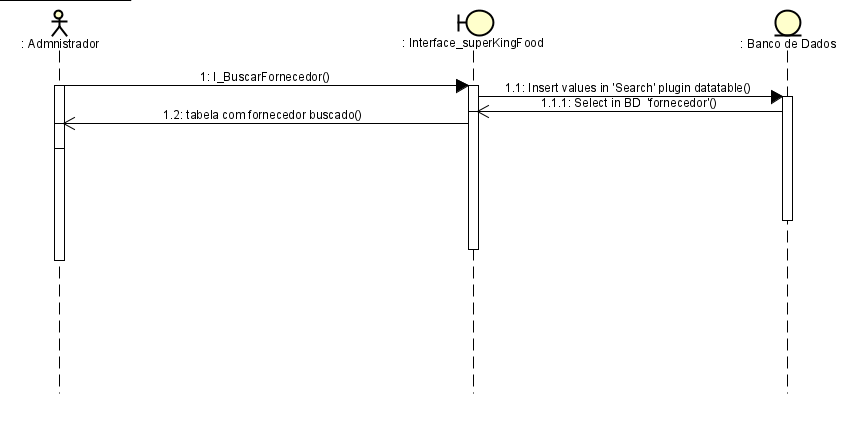 : Admnistrador
: Interface_superKingFood
: Banco de Dados
1: I_BuscarFornecedor()
1.1: Insert values in 'Search' plugin datatable()
1.1.1: Select in BD 'fornecedor'()
1.2: tabela com fornecedor buscado()